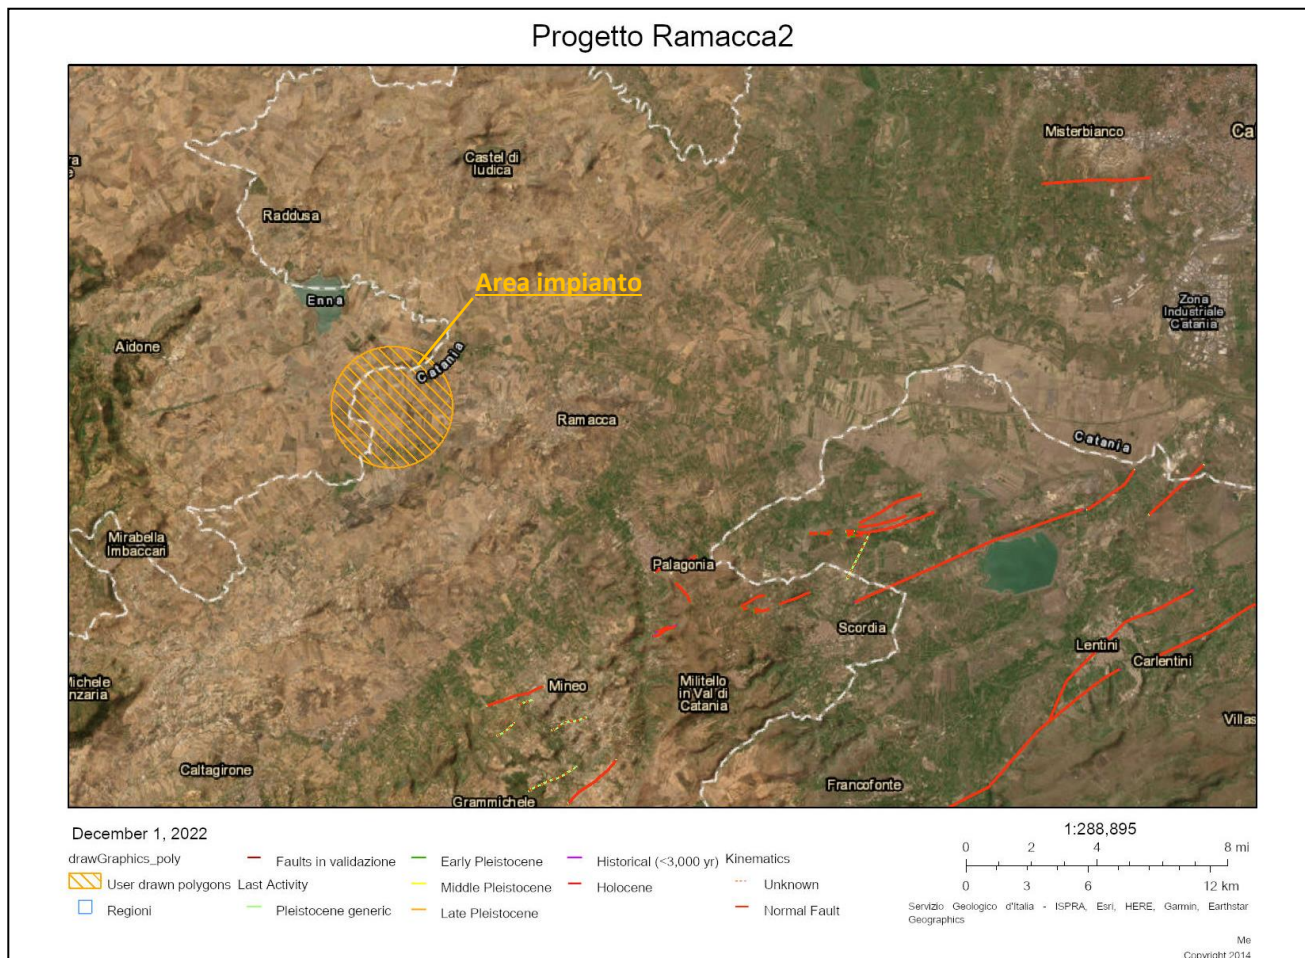 Progetto Ramacca2
Misterbianco
Castel di
Iudica
Raddusa
Area impianto
Enna
Zona
Industriale
Catania
Aidone
Catania
Ramacca
Catania
Mirabella
Imbaccari
Palagonia
Scordia
Lentini
Carlentini
Mineo
Militello
in Val di
Catania
Caltagirone
Francofonte
Grammichele
December 1, 2022
1:288,895
0 2 4 8 mi
0 3 6 12 km
drawGraphics_poly
User drawn polygons
Regioni
Faults in validazione
Last Activity
Pleistocene generic
Early Pleistocene
Middle Pleistocene
Late Pleistocene
Historical (<3,000 yr)
Holocene
Kinematics
Unknown
Normal Fault
Servizio Geologico d'Italia - ISPRA, Esri, HERE, Garmin, Earthstar
Geographics
Me
Copyright 2014